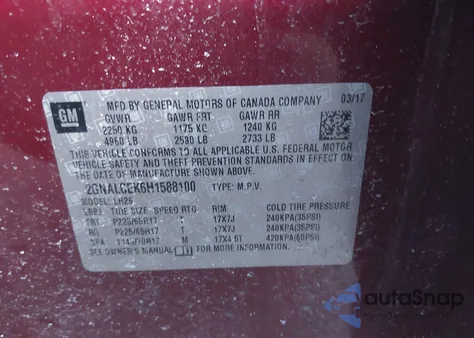 GM
MFD BY GENERAL MOTORS OF CANADA COMPANY 03/17
GVWR GAWR FRT GAWR RR
2250 KG 1175 KG 1240 KG
4960 LB 2590 LB 2733 LB
THIS VEHICLE CONFORMS TO ALL APPLICABLE U.S. FEDERAL MOTOR
VEHICLE SAFETY AND THEFT PREVENTION STANDARDS IN EFFECT ON
THE DATE OF MANUFACTURE SHOWN ABOVE.
2GNALCEK6H1588100 TYPE: M.P.V.
MODEL: LH26
TIRE SIZE SPEED RTG RIM COLD TIRE PRESSURE
FRT P225/65R17 T 17X7J 240KPA(35PSI)
RR P225/65R17 T 17X7J 240KPA(35PSI)
SPA M 17X4.5T 420KPA(60PSI)
SEE OWNER'S MANUAL
autoSnap